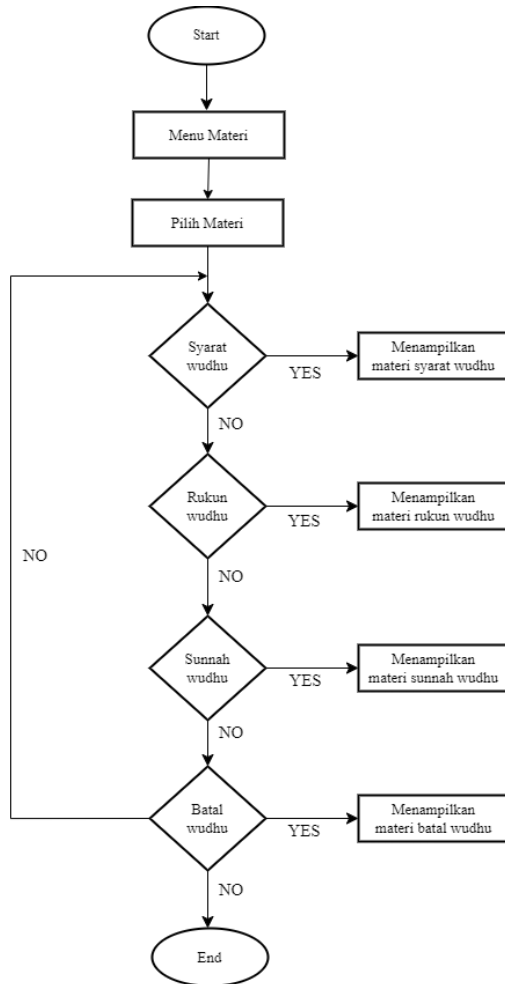 Start
Menu Materi
Pilih Materi
Syarat
wudhu
YES
Menampilkan
materi syarat wudhu
NO
Rukun
wudhu
YES
Menampilkan
materi rukun wudhu
NO
NO
Sunnah
wudhu
YES
Menampilkan
materi sunnah wudhu
NO
Batal
wudhu
YES
Menampilkan
materi batal wudhu
NO
End